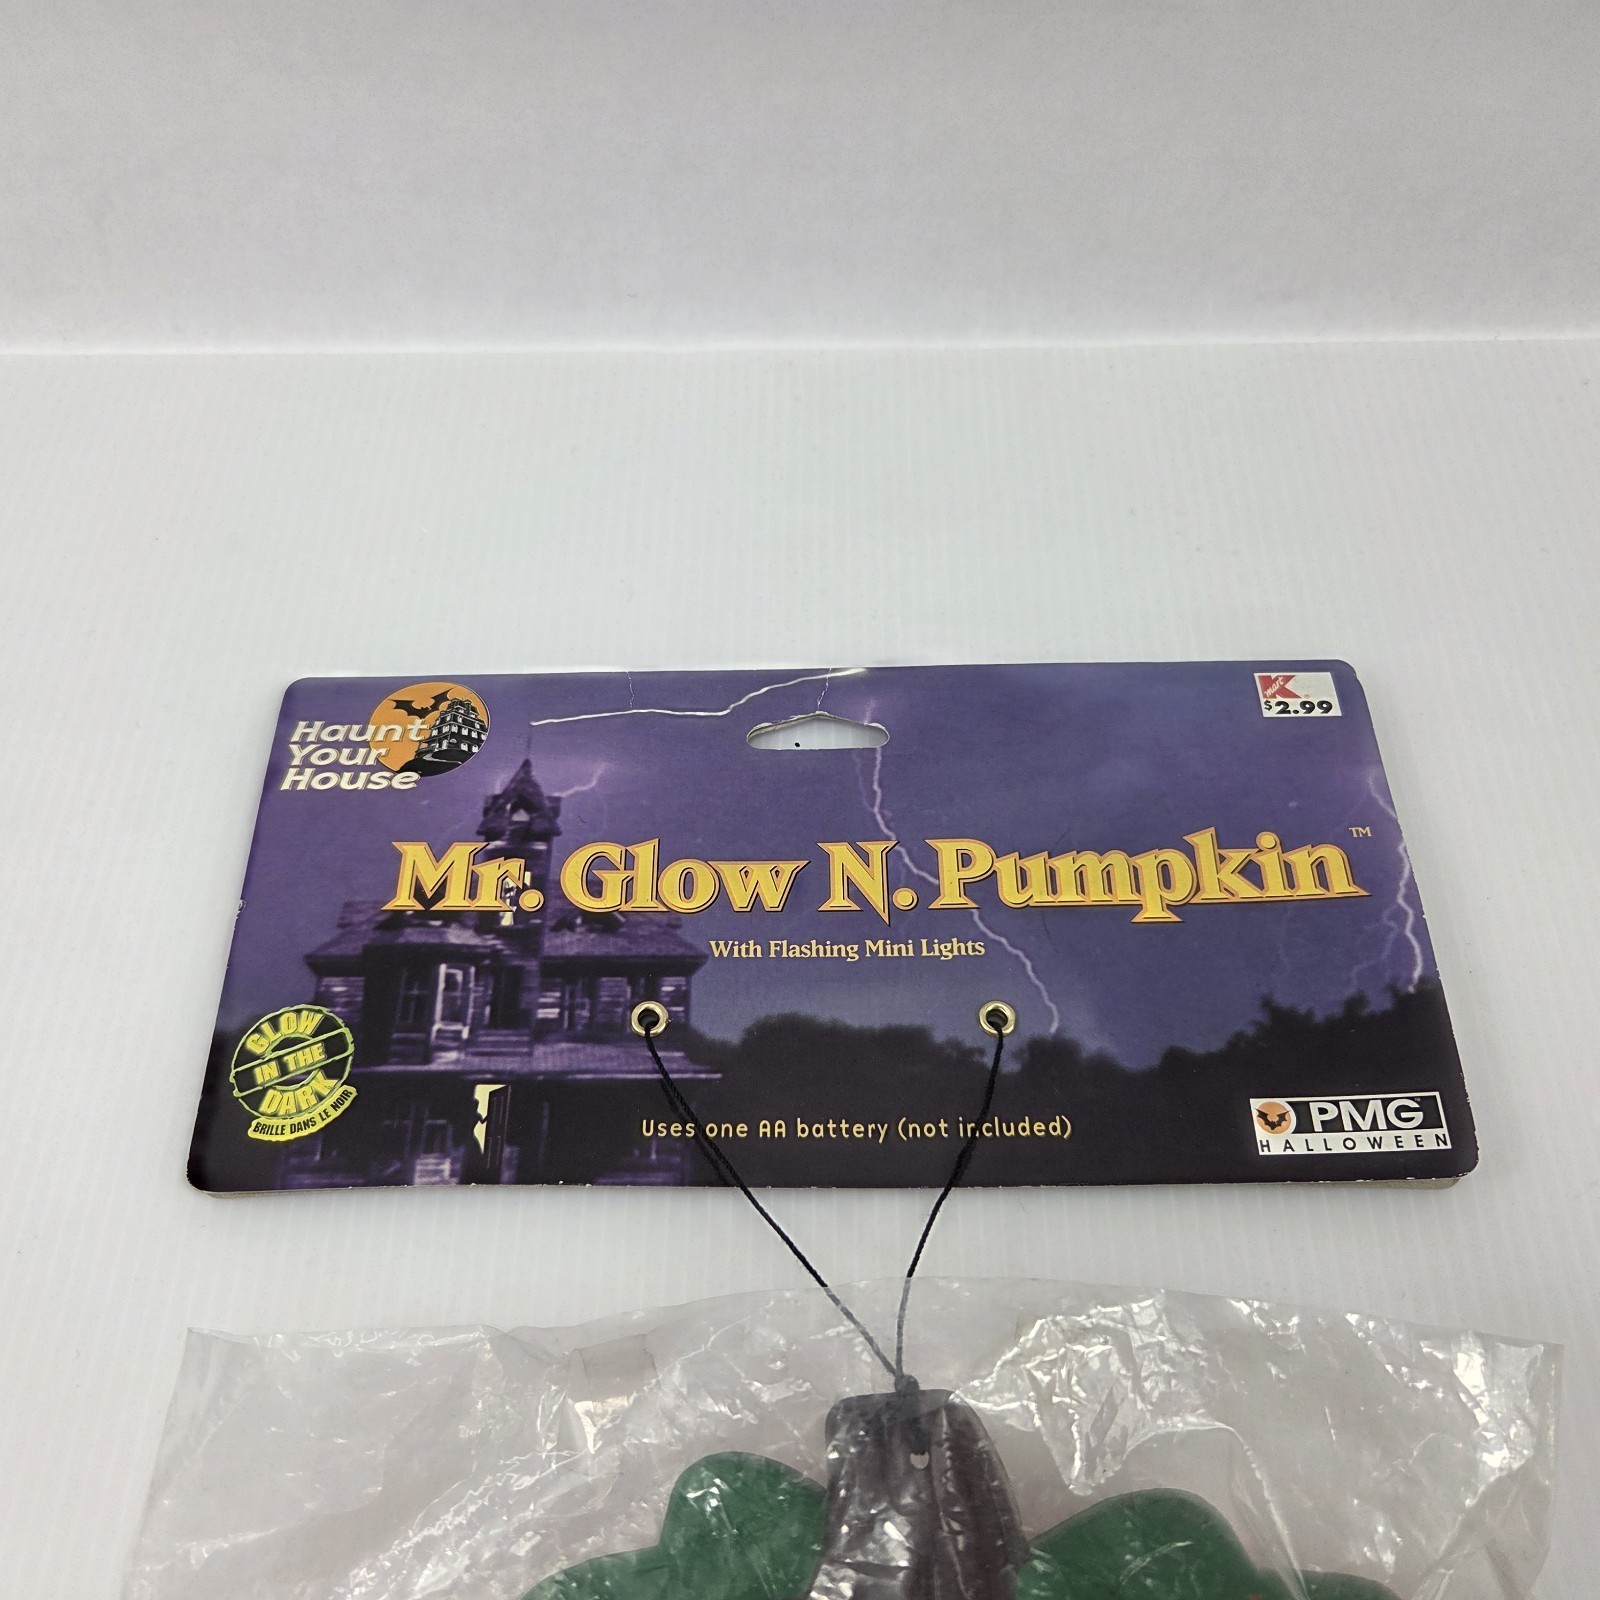 Haunt
Your
House
Kmart
$2.99
Mr. Glow N. Pumpkin™
With Flashing Mini Lights
GLOW
IN THE
DARK
BRILLE DANS LE NOIR
Uses one AA battery (not included)
PMG™
HALLOWEEN